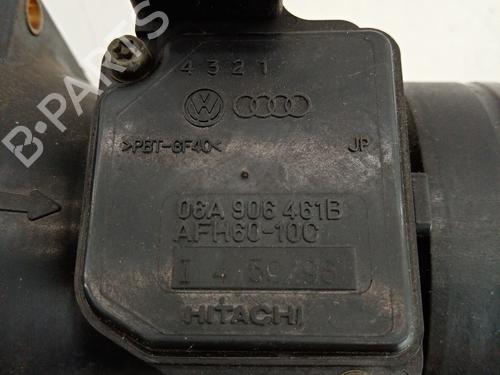 4 3 2 1
>PBT-GF40<
JP
06A 906 461B
AFH60-10C
HITACHI
B-PARTS